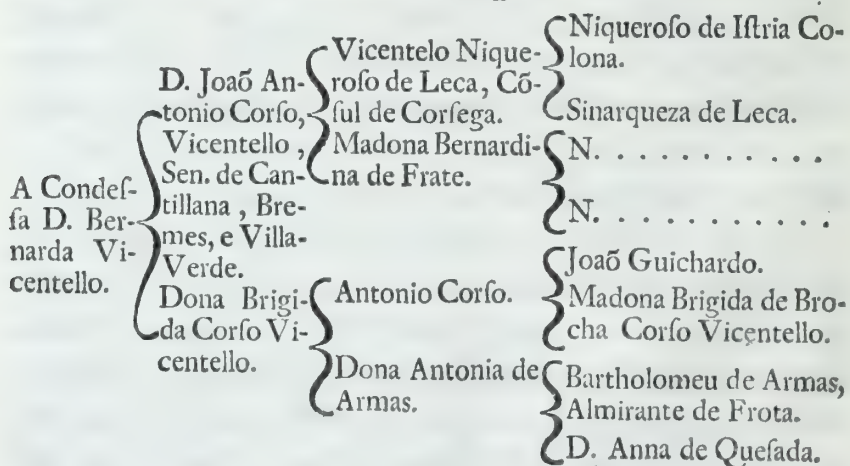 A Condeſ-
ſa D. Ber-
narda Vi-
centello.
D. Joaõ An-
tonio Corſo,
Vicentello ,
Sen. de Can-
tillana , Bre-
mes, e Villa-
Verde.
Dona Brigi-
da Corſo Vi-
centello.
Vicentelo Nique-
roſo de Leca, Cõ-
ſul de Corſega.
Madona Bernardi-
na de Frate.
Antonio Corſo.
Dona Antonia de
Armas.
Niqueroſo de Iſtria Co-
lona.
Sinarqueza de Leca.
N. . . . . . . . . . . .
N. . . . . . . . . . . .
Joaõ Guichardo.
Madona Brigida de Bro-
cha Corſo Viçentello.
Bartholomeu de Armas,
Almirante de Frota.
D. Anna de Queſada.